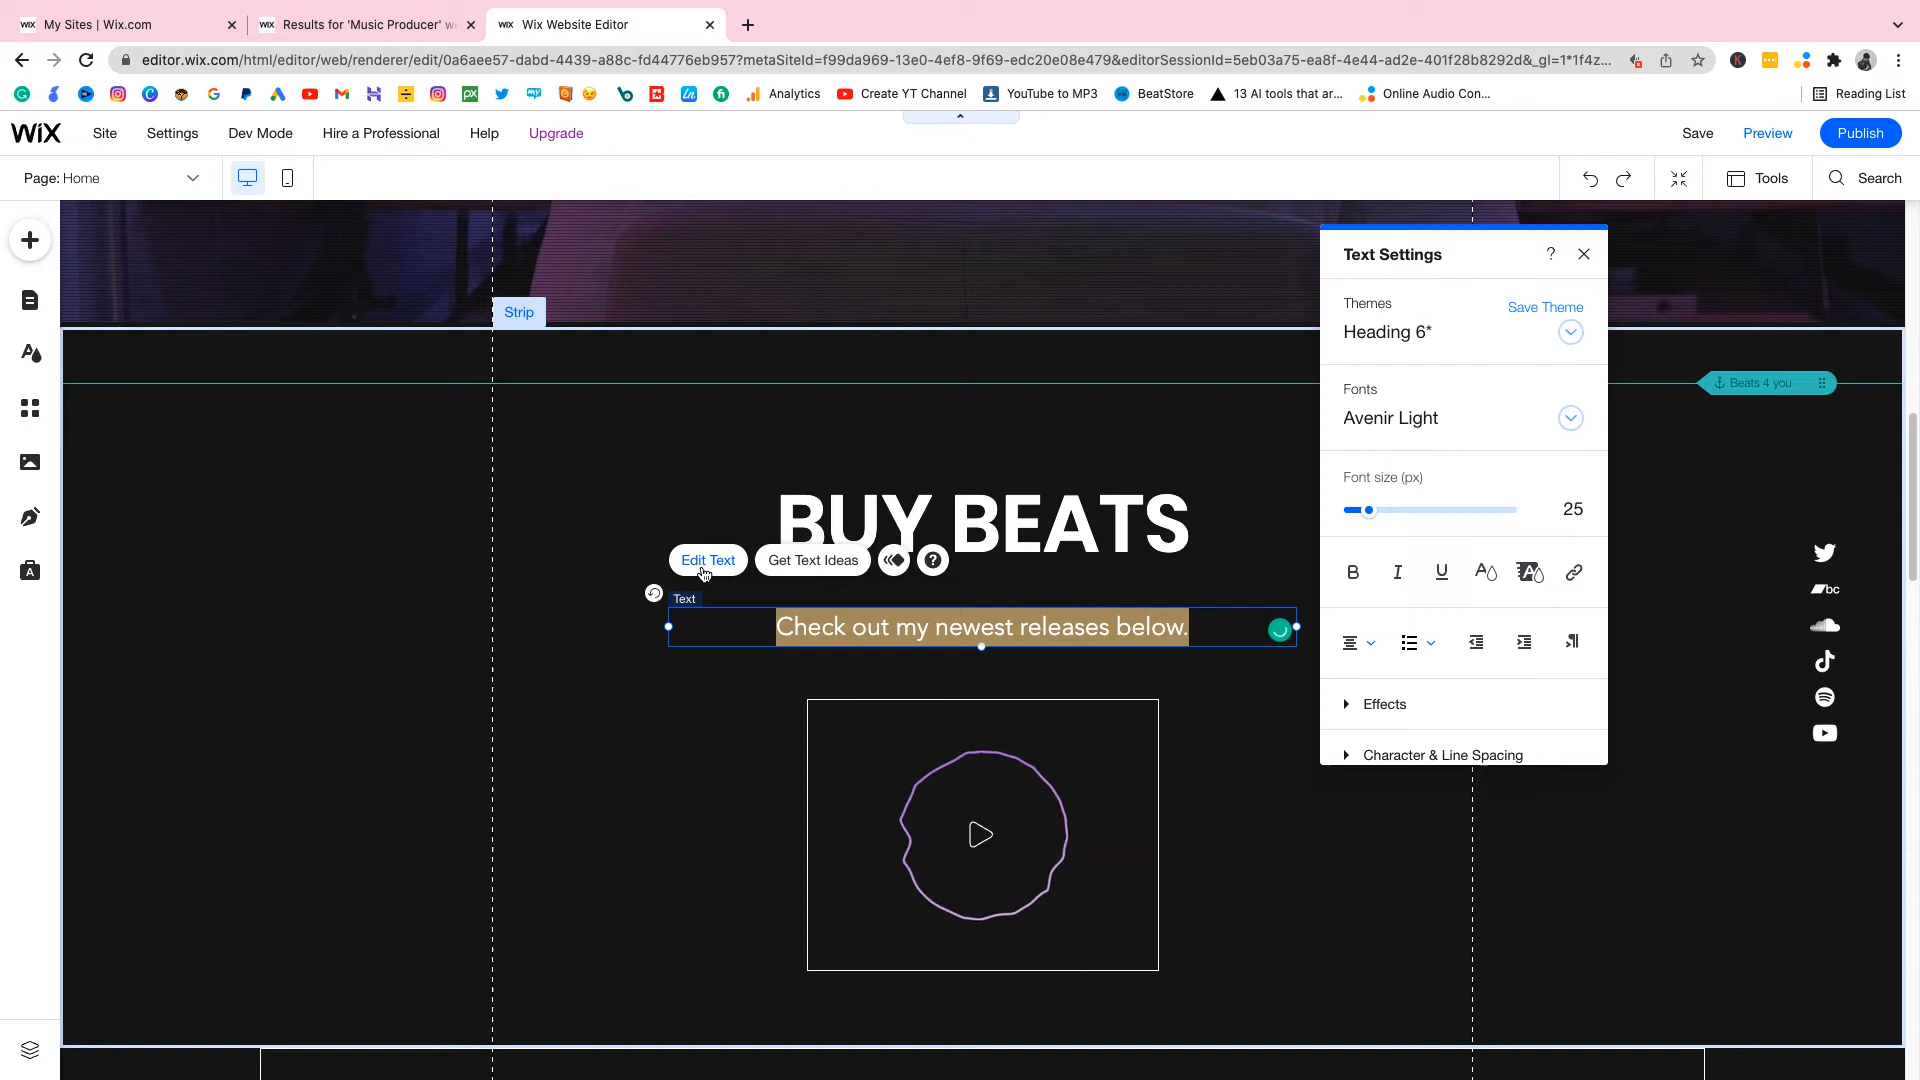 My Sites | Wix.com
Results for 'Music Producer' we
Wix Website Editor
editor.wix.com/html/editor/web/renderer/edit/0a6aee57-dabd-4439-a88c-fd44776eb957?metaSiteId=f99da969-13e0-4ef8-9f69-edc20e08e479&editorSessionId=5eb03a75-ea8f-4e44-ad2e-401f28b8292d&_gl=1*1f4z...
Analytics
Create YT Channel
YouTube to MP3
BeatStore
13 AI tools that ar...
Online Audio Con...
Reading List
WiX
Site
Settings
Dev Mode
Hire a Professional
Help
Upgrade
Save
Preview
Publish
Page: Home
Tools
Search
Strip
Beats 4 you
BUY BEATS
Edit Text
Get Text Ideas
Text
Check out my newest releases below.
bc
Text Settings
Themes
Save Theme
Heading 6*
Fonts
Avenir Light
Font size (px)
25
B
I
U
Effects
Character & Line Spacing